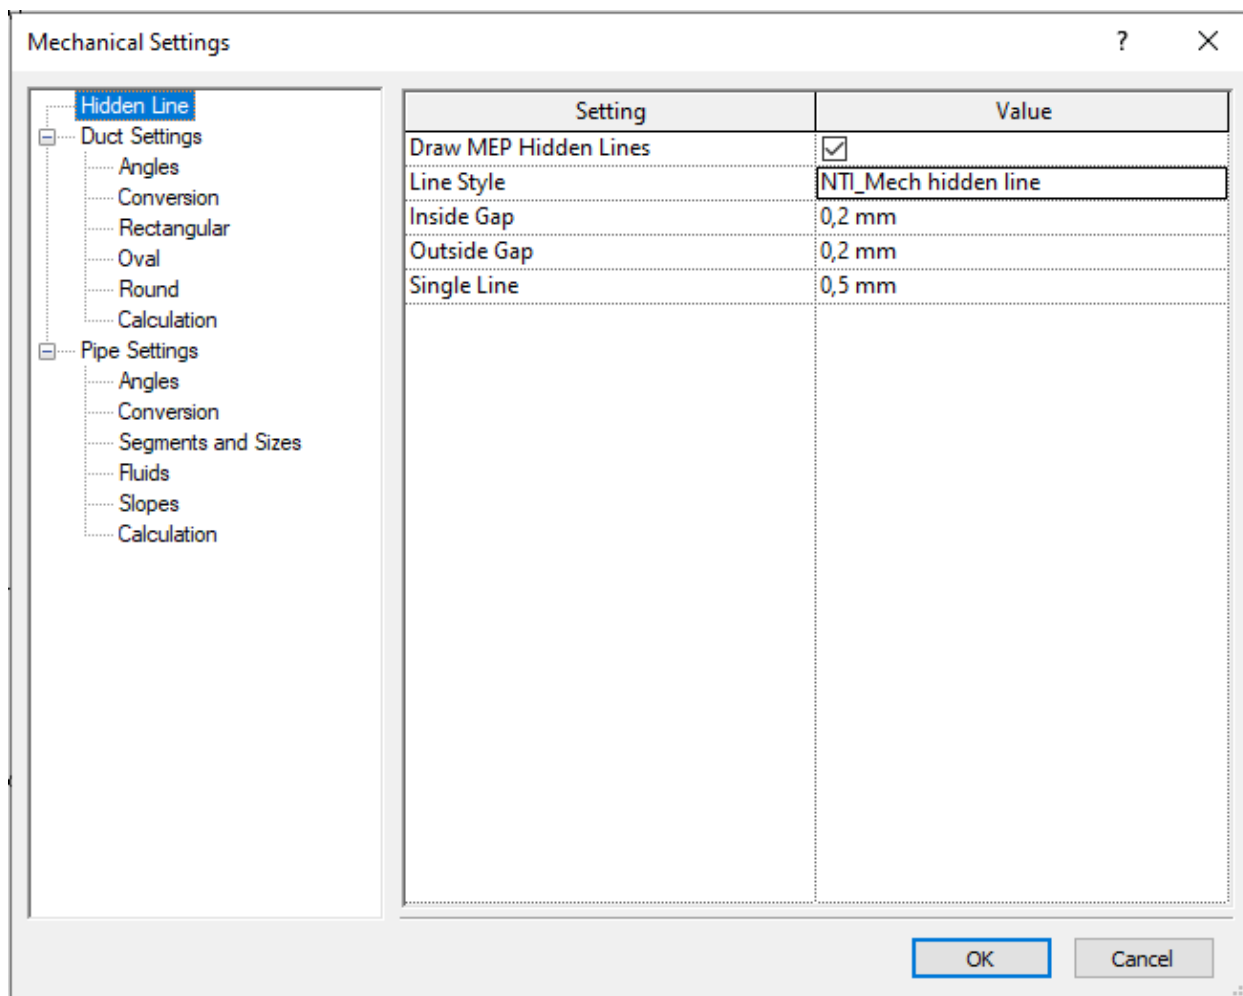 Mechanical Settings
?
Hidden Line
Duct Settings
Angles
Conversion
Rectangular
Oval
Round
Calculation
Pipe Settings
Angles
Conversion
Segments and Sizes
Fluids
Slopes
Calculation
Setting Value
Draw MEP Hidden Lines
Line Style NTI_Mech hidden line
Inside Gap 0,2 mm
Outside Gap 0,2 mm
Single Line 0,5 mm
OK Cancel